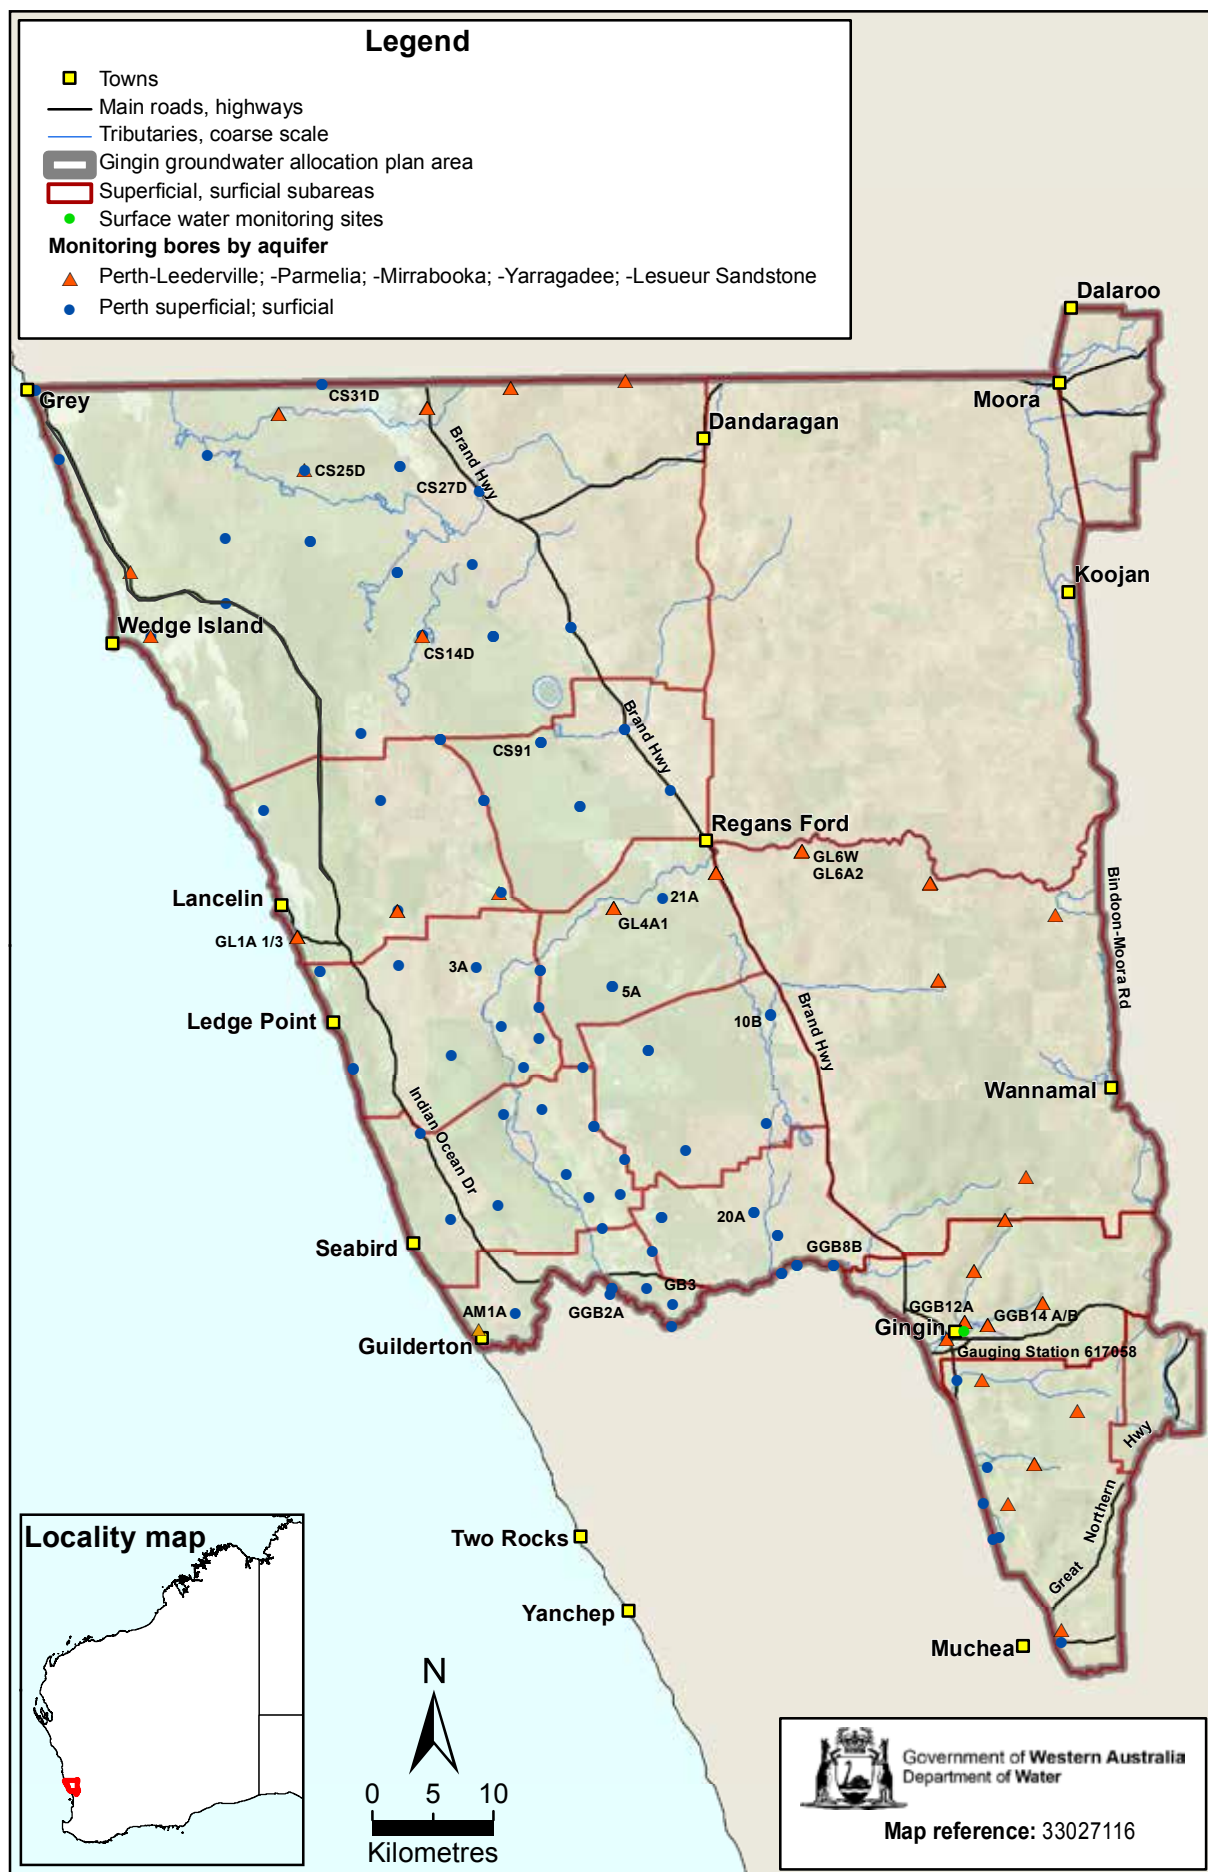 Legend
Towns
Main roads, highways
Tributaries, coarse scale
Gingin groundwater allocation plan area
Superficial, surficial subareas
Surface water monitoring sites
Monitoring bores by aquifer
Perth-Leederville; -Parmelia; -Mirrabooka; -Yarragadee; -Lesueur Sandstone
Perth superficial; surficial
Dalaroo
Grey
CS31D
Moora
Dandaragan
Brand Hwy
CS25D
CS27D
Koojan
Wedge Island
CS14D
Brand Hwy
CS91
Regans Ford
GL6W
GL6A2
Lancelin
21A
GL4A1
GL1A 1/3
3A
5A
Bindoon-Moora Rd
Ledge Point
10B
Brand Hwy
Wannamal
Indian Ocean Dr
20A
Seabird
GGB8B
GB3
AM1A
GGB2A
GGB12A
GGB14 A/B
Gingin
Guilderton
Gauging Station 617058
Great Northern Hwy
Two Rocks
Yanchep
Muchea
Locality map
N
0 5 10
Kilometres
Government of Western Australia
Department of Water
Map reference: 33027116